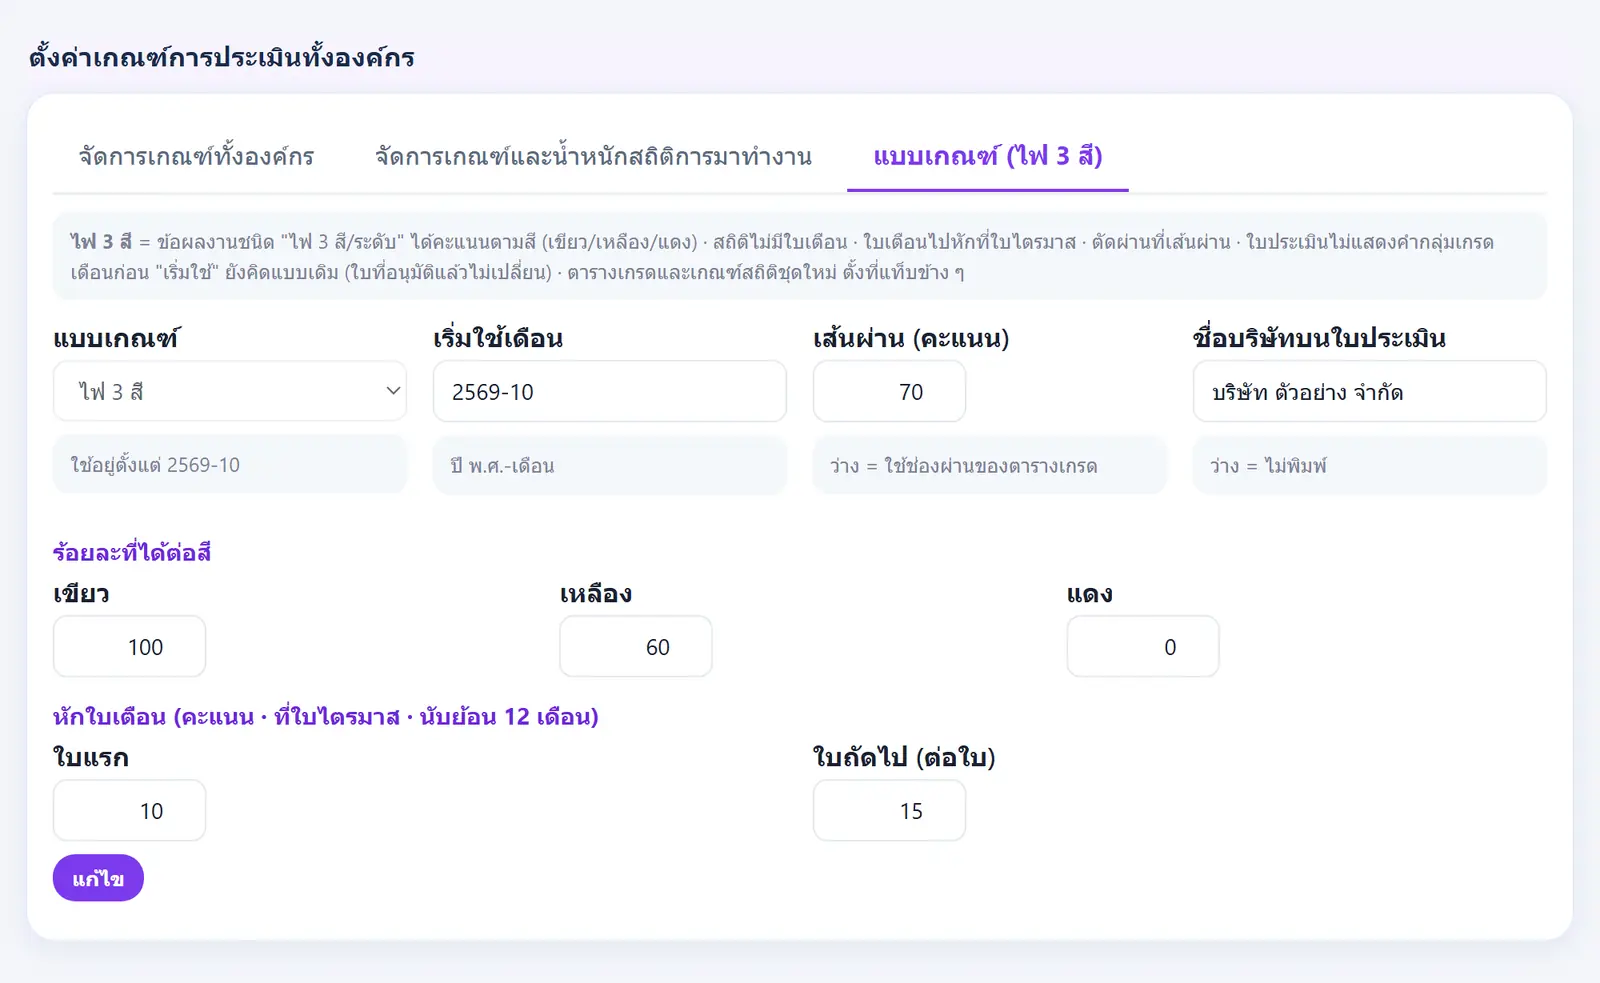 ตั้งค่าเกณฑ์การประเมินทั้งองค์กร
จัดการเกณฑ์ทั้งองค์กร
จัดการเกณฑ์และน้ำหนักสถิติการมาทำงาน
แบบเกณฑ์ (ไฟ 3 สี)
ไฟ 3 สี = ข้อผลงานชนิด "ไฟ 3 สี/ระดับ" ได้คะแนนตามสี (เขียว/เหลือง/แดง) · สถิติไม่มีใบเตือน · ใบเตือนไปหักที่ใบไตรมาส · ตัดผ่านที่เส้นผ่าน · ใบประเมินไม่แสดงคำกลุ่มเกรด
เดือนก่อน "เริ่มใช้" ยังคิดแบบเดิม (ใบที่อนุมัติแล้วไม่เปลี่ยน) · ตารางเกรดและเกณฑ์สถิติชุดใหม่ ตั้งที่แท็บข้าง ๆ
แบบเกณฑ์
เริ่มใช้เดือน
เส้นผ่าน (คะแนน)
ชื่อบริษัทบนใบประเมิน
ไฟ 3 สี
2569-10
70
บริษัท ตัวอย่าง จำกัด
ใช้อยู่ตั้งแต่ 2569-10
ปี พ.ศ.-เดือน
ว่าง = ใช้ช่องผ่านของตารางเกรด
ว่าง = ไม่พิมพ์
ร้อยละที่ได้ต่อสี
เขียว
เหลือง
แดง
100
60
0
หักใบเตือน (คะแนน · ที่ใบไตรมาส · นับย้อน 12 เดือน)
ใบแรก
ใบถัดไป (ต่อใบ)
10
15
แก้ไข